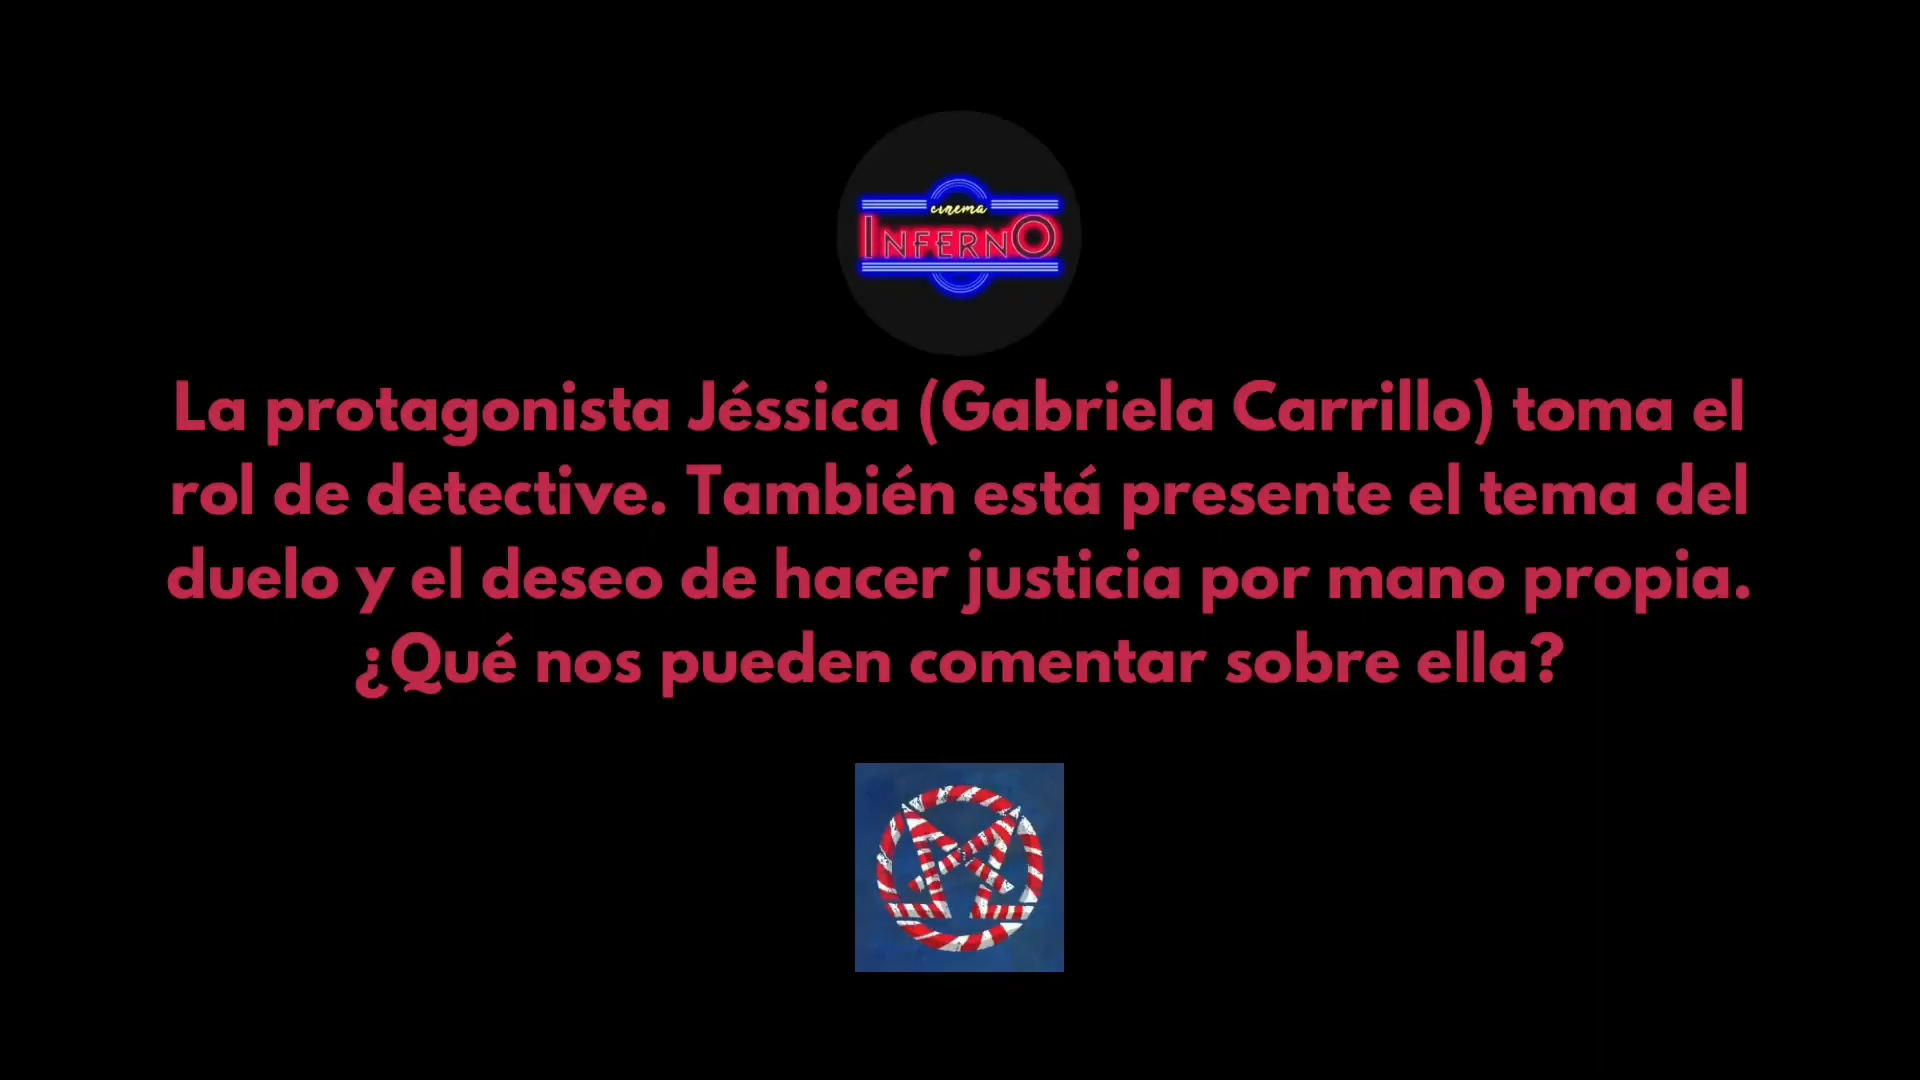 cinema
INFERNO
La protagonista Jéssica (Gabriela Carrillo) toma el
rol de detective. También está presente el tema del
duelo y el deseo de hacer justicia por mano propia.
¿Qué nos pueden comentar sobre ella?